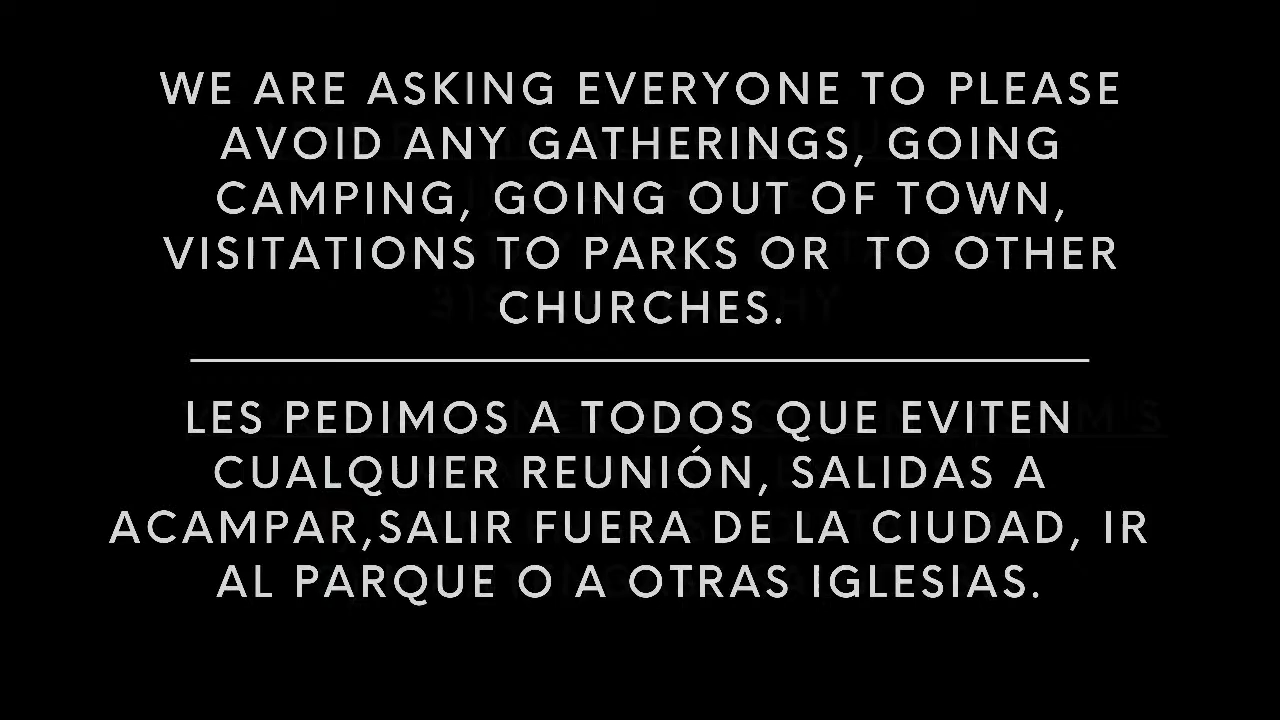 WE ARE ASKING EVERYONE TO PLEASE
AVOID ANY GATHERINGS, GOING
CAMPING, GOING OUT OF TOWN,
VISITATIONS TO PARKS OR  TO OTHER
CHURCHES.
LES PEDIMOS A TODOS QUE EVITEN
CUALQUIER REUNIÓN, SALIDAS A
ACAMPAR,SALIR FUERA DE LA CIUDAD, IR
AL PARQUE O A OTRAS IGLESIAS.